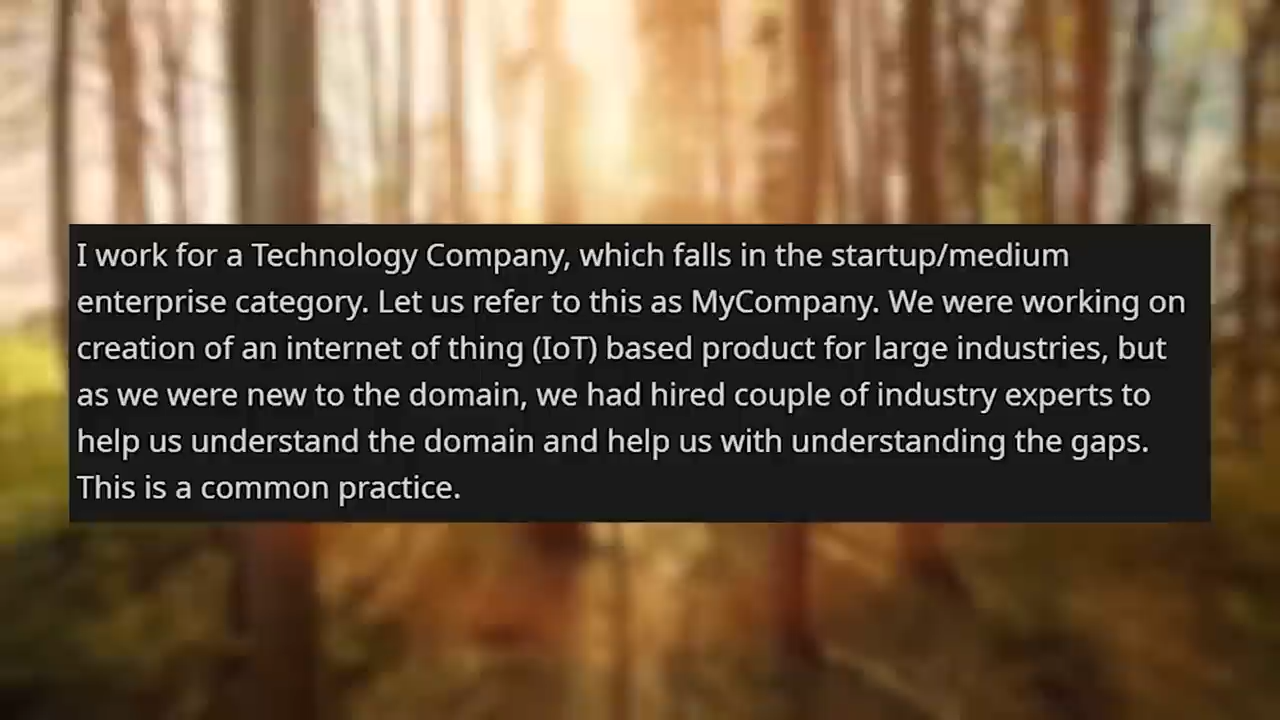 I work for a Technology Company, which falls in the startup/medium
enterprise category. Let us refer to this as MyCompany. We were working on
creation of an internet of thing (IoT) based product for large industries, but
as we were new to the domain, we had hired couple of industry experts to
help us understand the domain and help us with understanding the gaps.
This is a common practice.